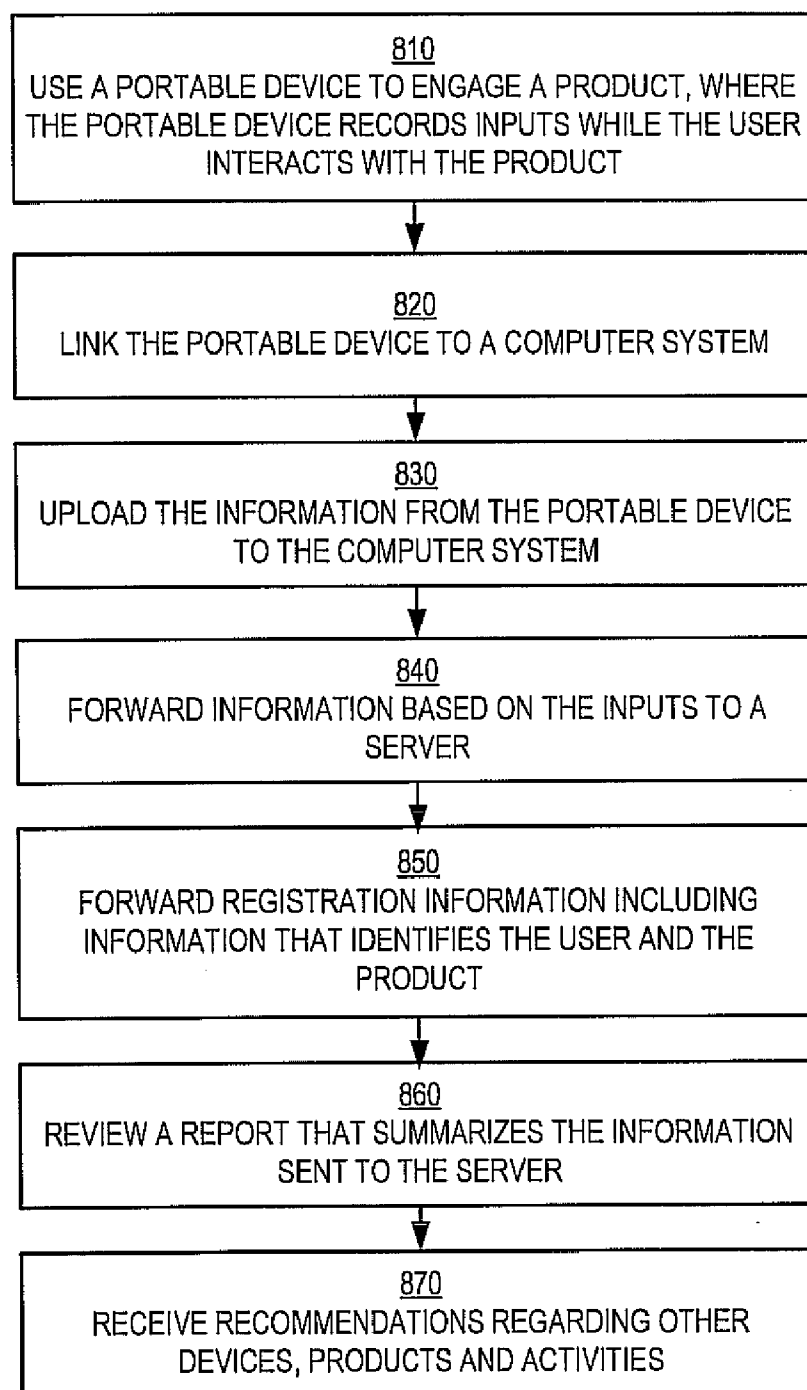 810
USE A PORTABLE DEVICE TO ENGAGE A PRODUCT, WHERE
THE PORTABLE DEVICE RECORDS INPUTS WHILE THE USER
INTERACTS WITH THE PRODUCT
820
LINK THE PORTABLE DEVICE TO A COMPUTER SYSTEM
830
UPLOAD THE INFORMATION FROM THE PORTABLE DEVICE
TO THE COMPUTER SYSTEM
840
FORWARD INFORMATION BASED ON THE INPUTS TO A
SERVER
850
FORWARD REGISTRATION INFORMATION INCLUDING
INFORMATION THAT IDENTIFIES THE USER AND THE
PRODUCT
860
REVIEW A REPORT THAT SUMMARIZES THE INFORMATION
SENT TO THE SERVER
870
RECEIVE RECOMMENDATIONS REGARDING OTHER
DEVICES, PRODUCTS AND ACTIVITIES